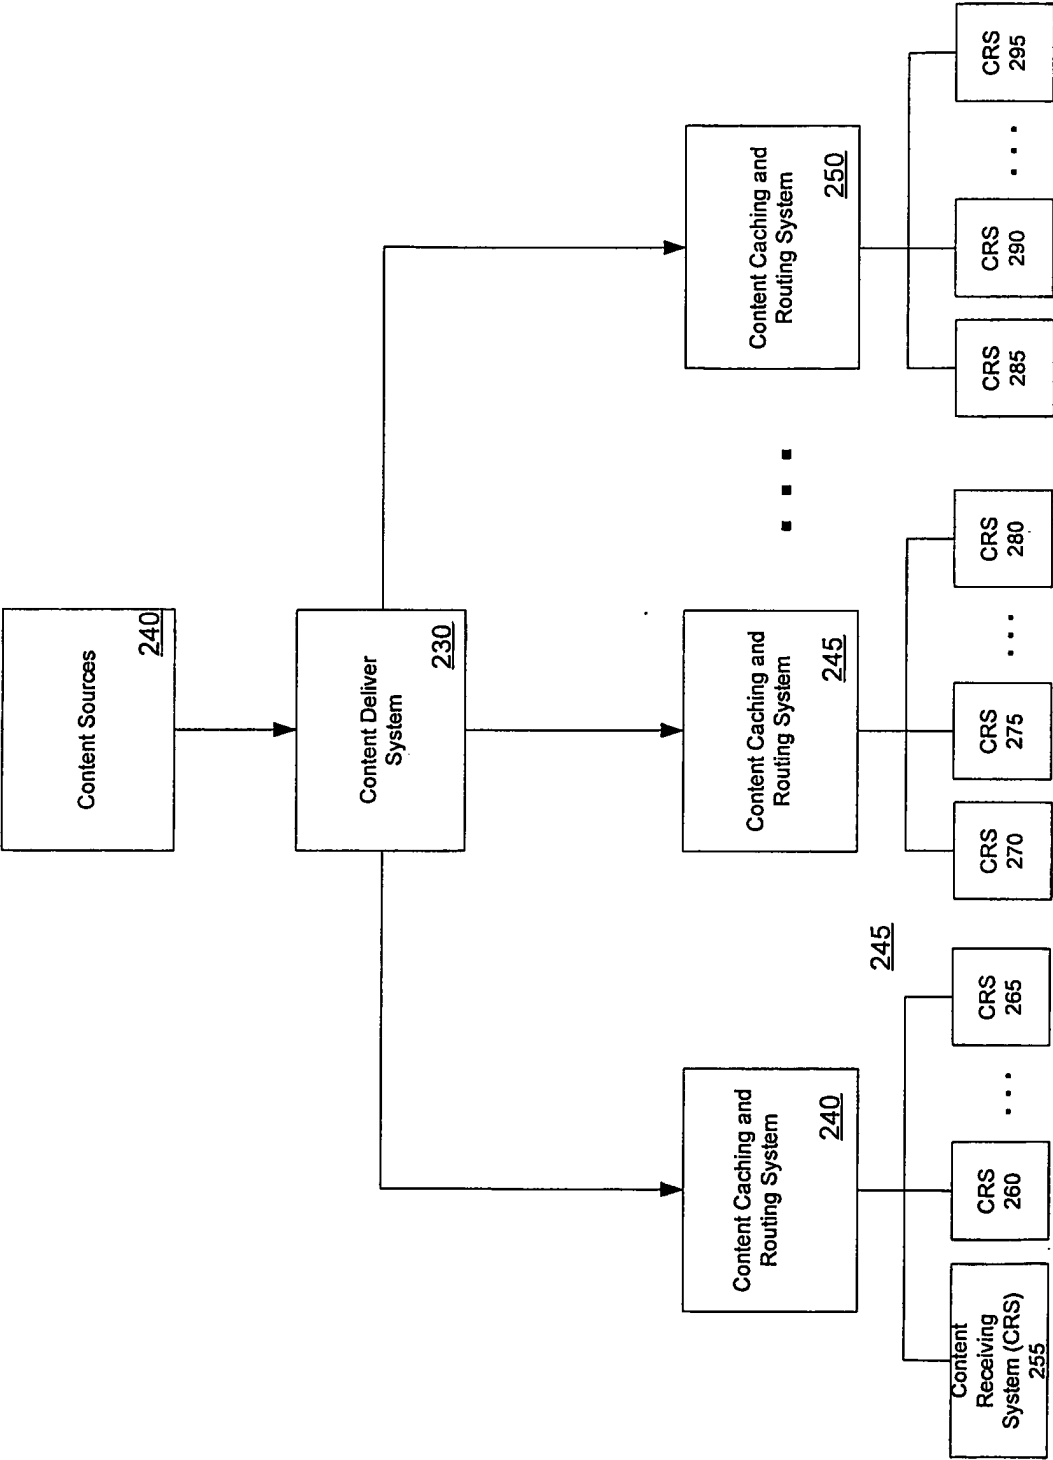 Content Sources
240
Content Deliver
System
230
Content Caching and
Routing System
240
Content Caching and
Routing System
245
Content Caching and
Routing System
250
245
Content
Receiving
System (CRS)
255
CRS
260
CRS
265
CRS
270
CRS
275
CRS
280
CRS
285
CRS
290
CRS
295